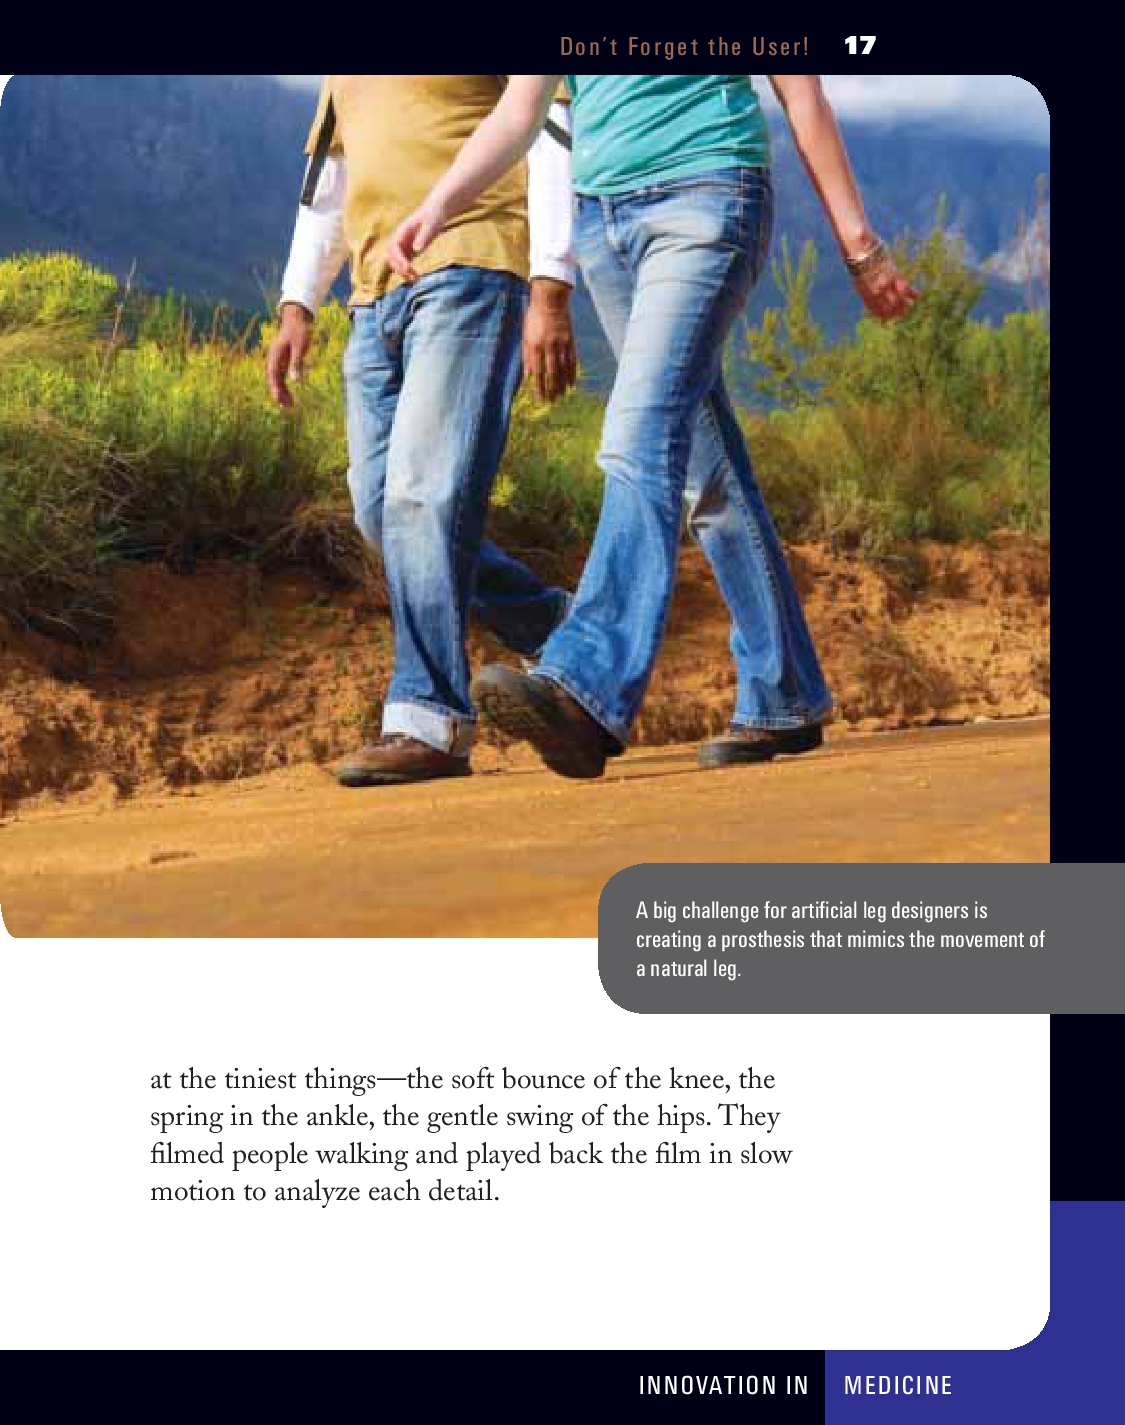 Don't Forget the User! 17
A big challenge for artificial leg designers is
creating a prosthesis that mimics the movement of
a natural leg.
at the tiniest things—the soft bounce of the knee, the
spring in the ankle, the gentle swing of the hips. They
filmed people walking and played back the film in slow
motion to analyze each detail.
INNOVATION IN MEDICINE